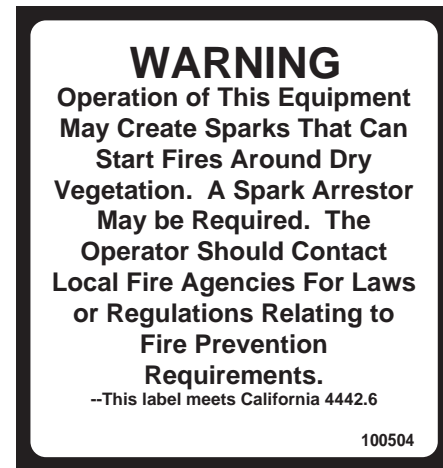 WARNING
Operation of This Equipment
May Create Sparks That Can
Start Fires Around Dry
Vegetation.  A Spark Arrestor
May be Required.  The
Operator Should Contact
Local Fire Agencies For Laws
or Regulations Relating to
Fire Prevention
Requirements.
--This label meets California 4442.6
100504